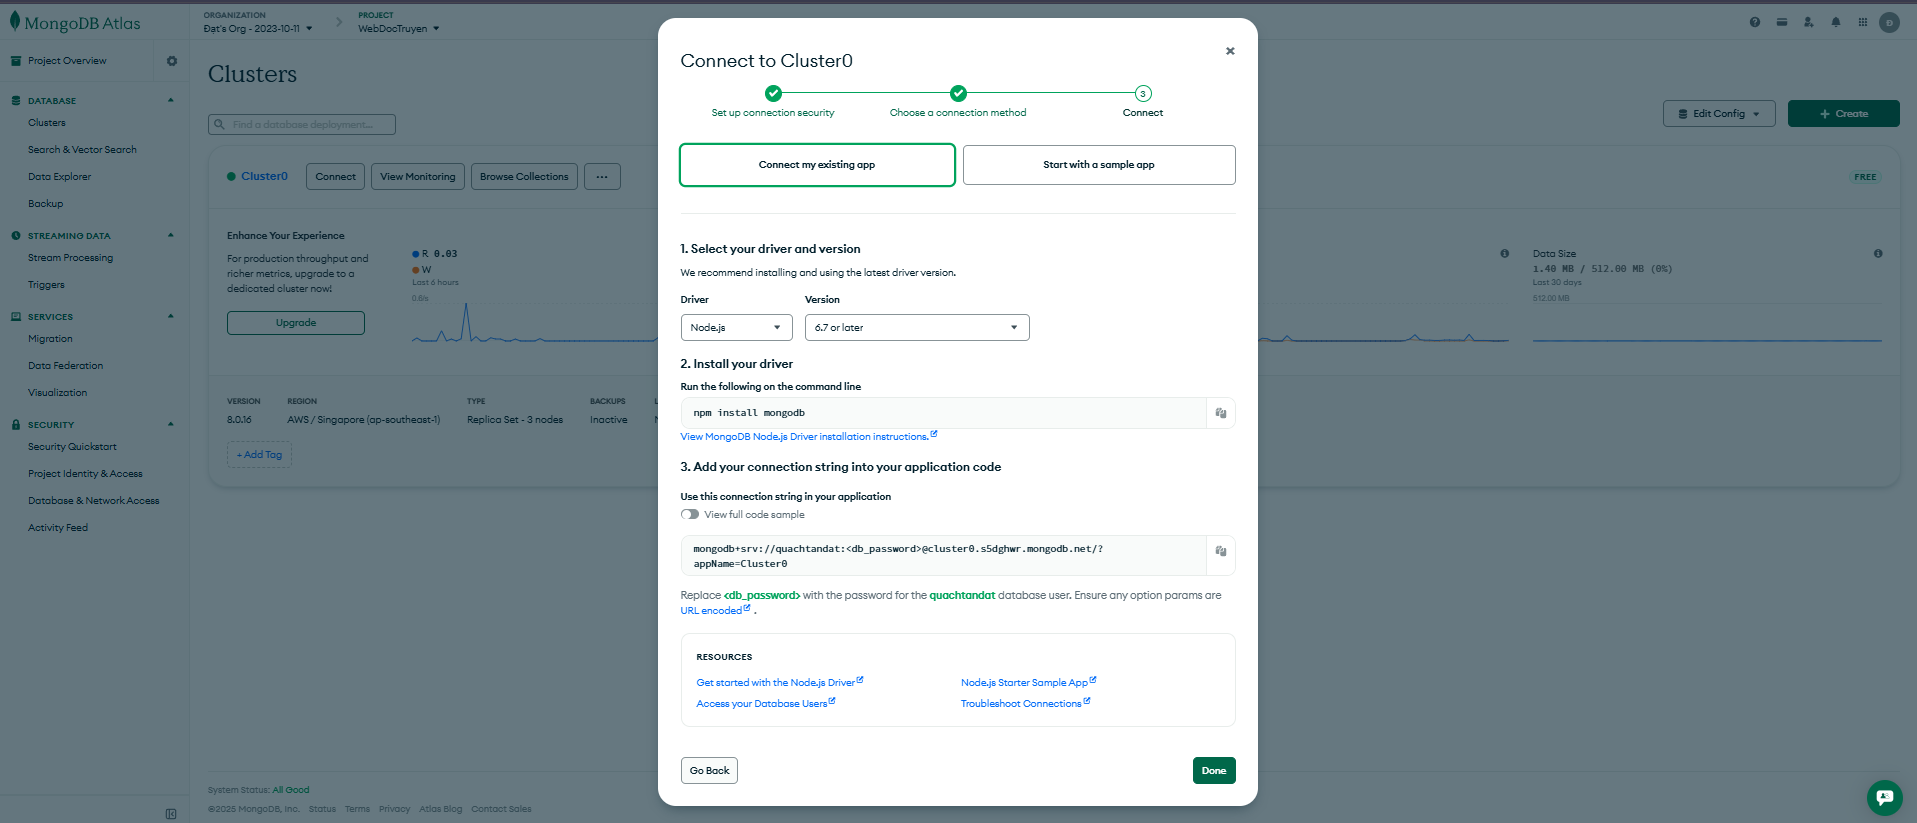 MongoDB Atlas
ORGANIZATION
Đạt's Org - 2023-10-11
PROJECT
WebDocTruyen
Project Overview
DATABASE
Clusters
Search & Vector Search
Data Explorer
Backup
STREAMING DATA
Stream Processing
Triggers
SERVICES
Migration
Data Federation
Visualization
SECURITY
Security Quickstart
Project Identity & Access
Database & Network Access
Activity Feed
Clusters
Find a database deployment...
Edit Config
+ Create
Cluster0
Connect
View Monitoring
Browse Collections
...
FREE
Enhance Your Experience
For production throughput and
richer metrics, upgrade to a
dedicated cluster now!
Upgrade
R 0.03
W
Last 6 hours
0.6/s
Data Size
1.40 MB / 512.00 MB (0%)
Last 30 days
512.00 MB
VERSION
8.0.16
REGION
AWS / Singapore (ap-southeast-1)
TYPE
Replica Set - 3 nodes
BACKUPS
Inactive
+ Add Tag
System Status: All Good
©2025 MongoDB, Inc. Status Terms Privacy Atlas Blog Contact Sales
Connect to Cluster0
Set up connection security
Choose a connection method
3
Connect
Connect my existing app
Start with a sample app
1. Select your driver and version
We recommend installing and using the latest driver version.
Driver
Version
Node.js
6.7 or later
2. Install your driver
Run the following on the command line
npm install mongodb
View MongoDB Node.js Driver installation instructions.
3. Add your connection string into your application code
Use this connection string in your application
View full code sample
mongodb+srv://quachtandat:<db_password>@cluster0.s5dghwr.mongodb.net/?
appName=Cluster0
Replace <db_password> with the password for the quachtandat database user. Ensure any option params are
URL encoded .
RESOURCES
Get started with the Node.js Driver
Node.js Starter Sample App
Access your Database Users
Troubleshoot Connections
Go Back
Done